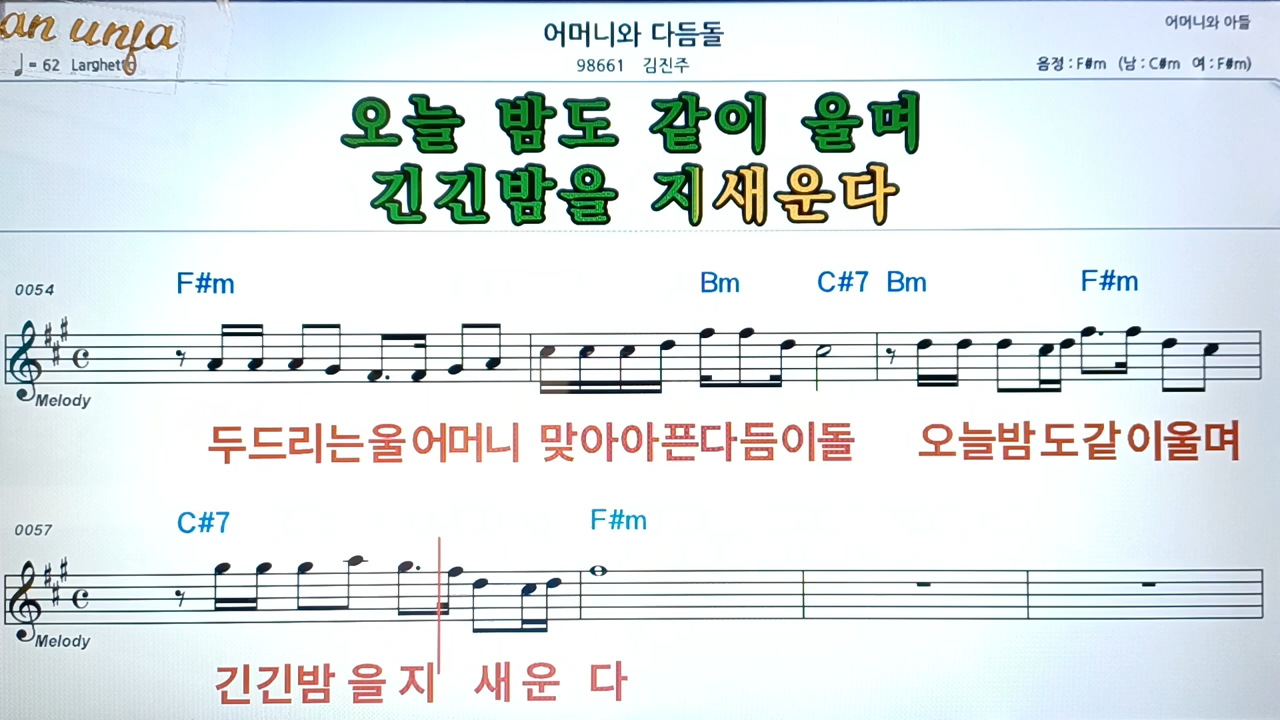 an unfa
어머니와 다듬돌
어머니와 아들
♩= 62 Larghetto
98661 김진주
음정 : F#m (남 : C#m 여 : F#m)
오늘 밤도 같이 울며
긴긴밤을 지새운다
0054
F#m Bm C#7 Bm F#m
Melody
두드리는울어머니 맞아아픈다듬이돌 오늘밤도같이울며
0057
C#7 F#m
Melody
긴긴밤을지 새운 다